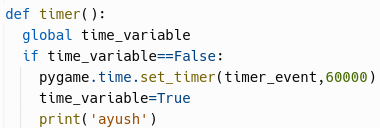 def timer():
  global time_variable
  if time_variable==False:
    pygame.time.set_timer(timer_event,60000)
    time_variable=True
    print('ayush')